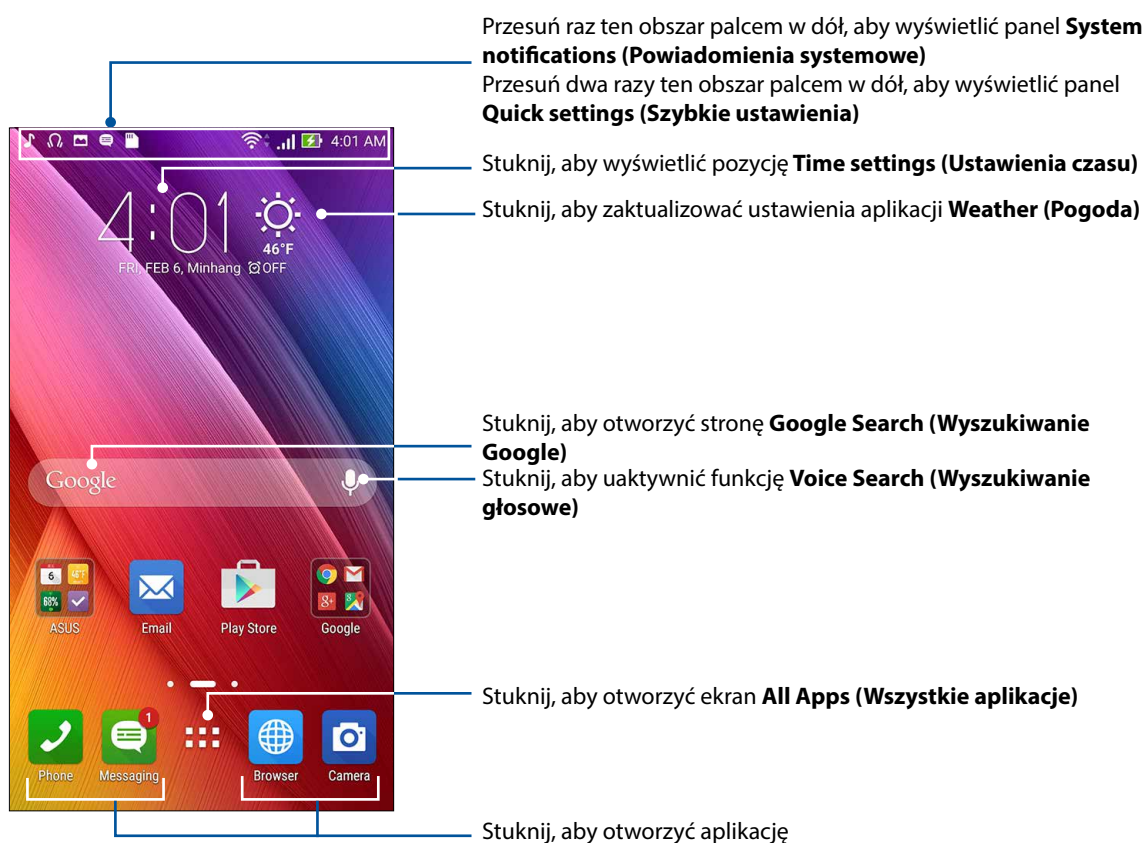 Przesuń raz ten obszar palcem w dół, aby wyświetlić panel System
notifications (Powiadomienia systemowe)
Przesuń dwa razy ten obszar palcem w dół, aby wyświetlić panel
Quick settings (Szybkie ustawienia)
4:01 AM
Stuknij, aby wyświetlić pozycję Time settings (Ustawienia czasu)
4:01
Stuknij, aby zaktualizować ustawienia aplikacji Weather (Pogoda)
46°F
FRI, FEB 6, Minhang OFF
Stuknij, aby otworzyć stronę Google Search (Wyszukiwanie
Google)
Google
Stuknij, aby uaktywnić funkcję Voice Search (Wyszukiwanie
głosowe)
6
46°F
68%
8+
ASUS
Email
Play Store
Google
Stuknij, aby otworzyć ekran All Apps (Wszystkie aplikacje)
1
Phone
Messaging
Browser
Camera
Stuknij, aby otworzyć aplikację